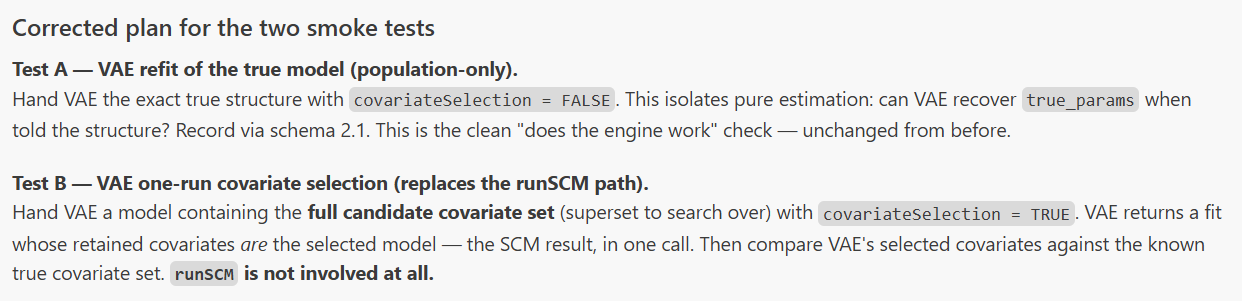 Corrected plan for the two smoke tests
Test A — VAE refit of the true model (population-only).
Hand VAE the exact true structure with covariateSelection = FALSE. This isolates pure estimation: can VAE recover true_params when
told the structure? Record via schema 2.1. This is the clean "does the engine work" check — unchanged from before.
Test B — VAE one-run covariate selection (replaces the runSCM path).
Hand VAE a model containing the full candidate covariate set (superset to search over) with covariateSelection = TRUE. VAE returns a fit
whose retained covariates are the selected model — the SCM result, in one call. Then compare VAE's selected covariates against the known
true covariate set. runSCM is not involved at all.